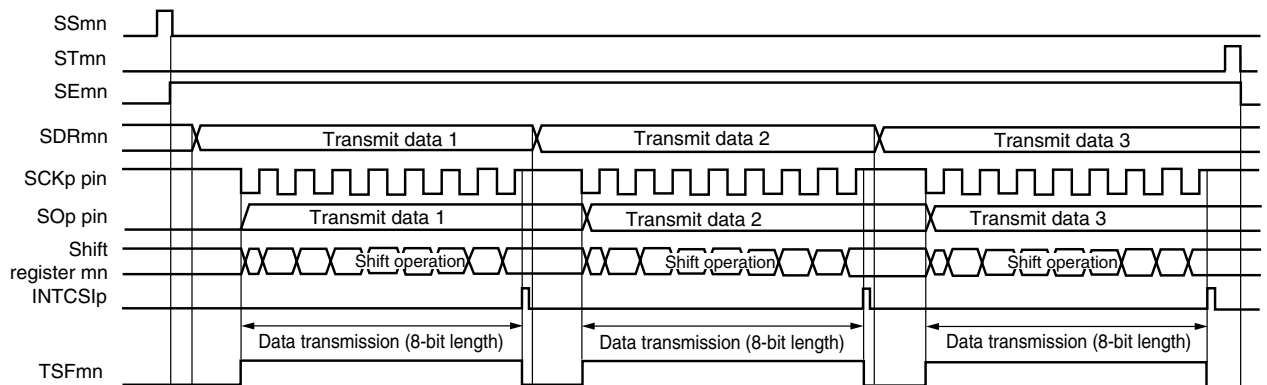 SSmn
STmn
SEmn
SDRmn Transmit data 1 Transmit data 2 Transmit data 3
SCKp pin
SOp pin Transmit data 1 Transmit data 2 Transmit data 3
Shift
register mn Shift operation Shift operation Shift operation
INTCSIp
Data transmission (8-bit length) Data transmission (8-bit length) Data transmission (8-bit length)
TSFmn